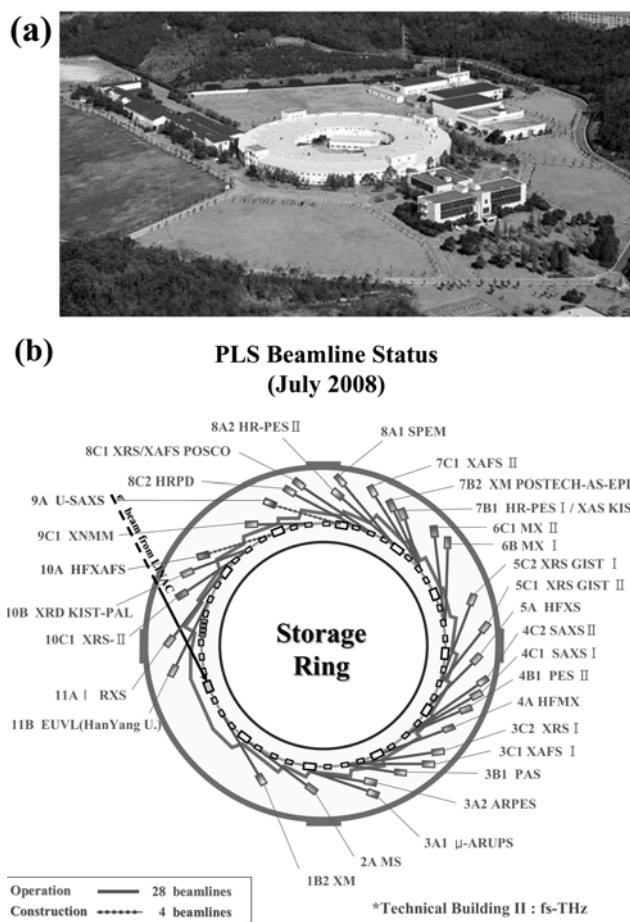 (a)
(b)
PLS Beamline Status
(July 2008)
8A2 HR-PES Ⅱ
8A1 SPEM
8C1 XRS/XAFS POSCO
7C1 XAFS Ⅱ
8C2 HRPD
7B2 XM POSTECH-AS-EPI
9A U-SAXS
7B1 HR-PES Ⅰ / XAS KIS
6C1 MX Ⅱ
9C1 XNMM
6B MX Ⅰ
e⁻ beam from LINAC
5C2 XRS GIST Ⅰ
10A HFXAFS
5C1 XRS GIST Ⅱ
10B XRD KIST-PAL
5A HFXS
10C1 XRS-Ⅱ
4C2 SAXS Ⅱ
Storage
Ring
4C1 SAXS Ⅰ
4B1 PES Ⅱ
11A Ⅰ RXS
4A HFMX
11B EUVL(HanYang U.)
3C2 XRS Ⅰ
3C1 XAFS Ⅰ
3B1 PAS
3A2 ARPES
3A1 μ-ARUPS
2A MS
1B2 XM
Operation 28 beamlines
Construction 4 beamlines
*Technical Building II : fs-THz